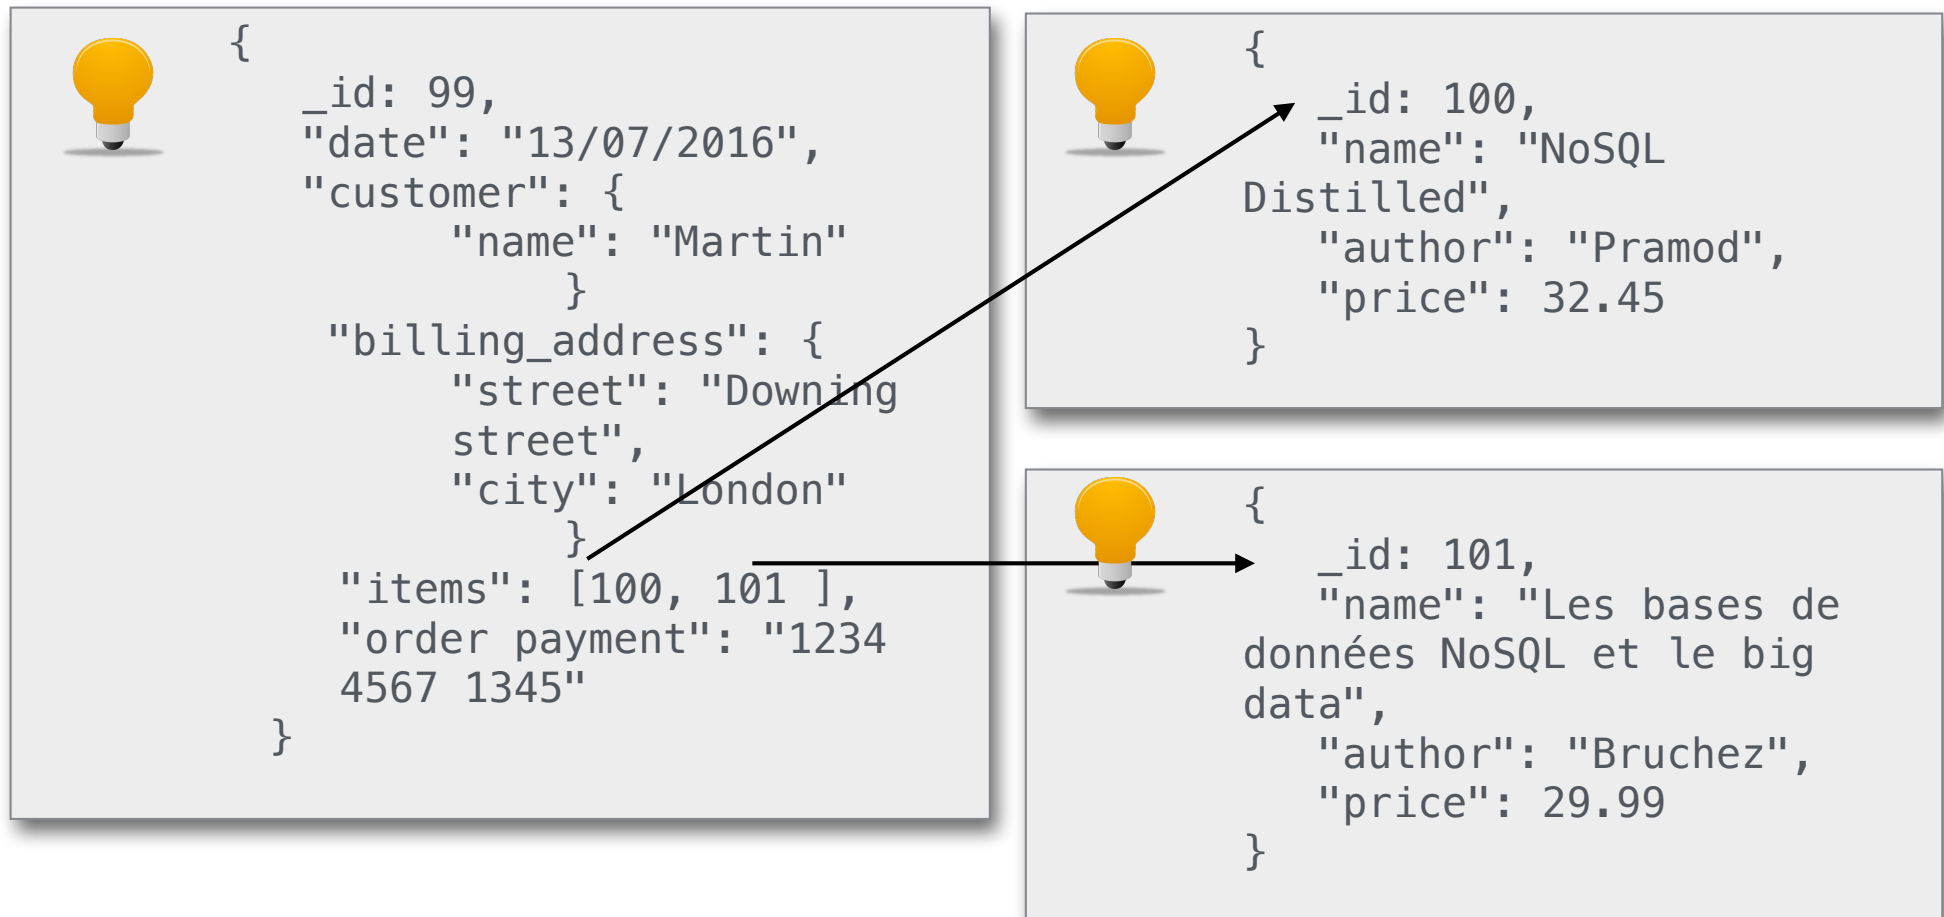 {
_id: 99,
"date": "13/07/2016",
"customer": {
"name": "Martin"
}
"billing_address": {
"street": "Downing
street",
"city": "London"
}
"items": [100, 101 ],
"order payment": "1234
4567 1345"
}
{
_id: 100,
"name": "NoSQL
Distilled",
"author": "Pramod",
"price": 32.45
}
{
_id: 101,
"name": "Les bases de
données NoSQL et le big
data",
"author": "Bruchez",
"price": 29.99
}